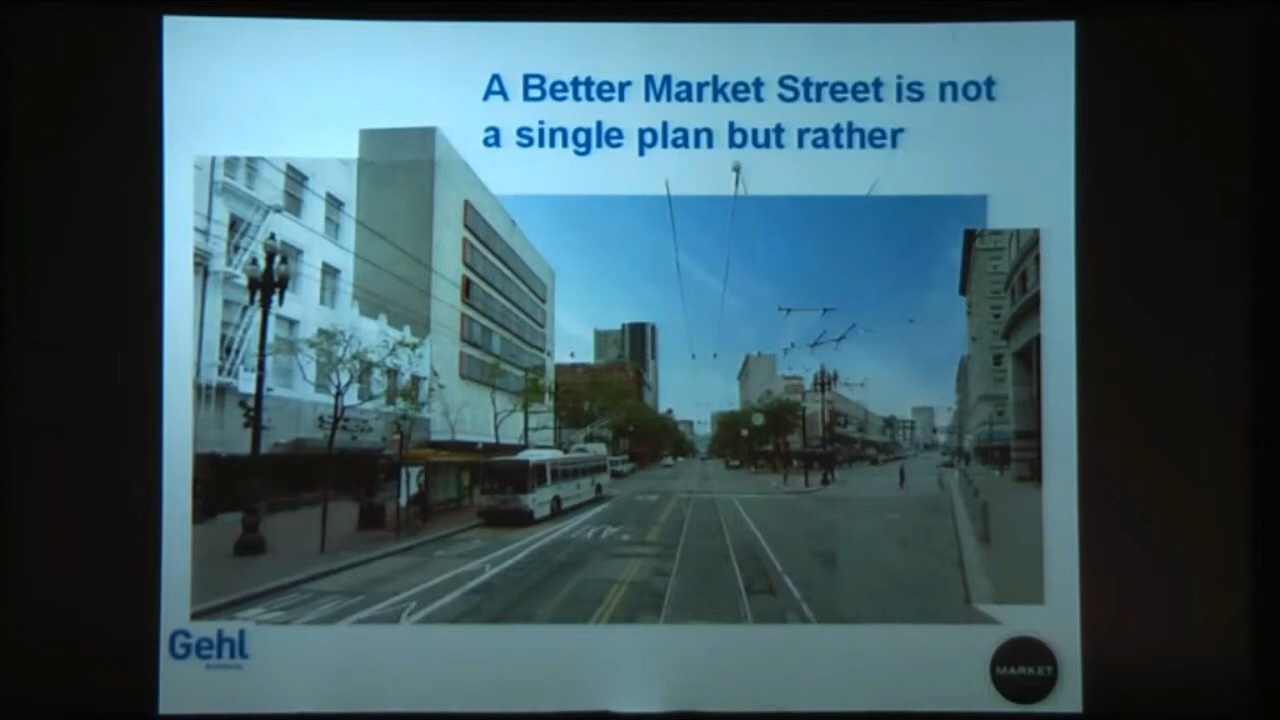 A Better Market Street is not
a single plan but rather
Gehl
MARKET